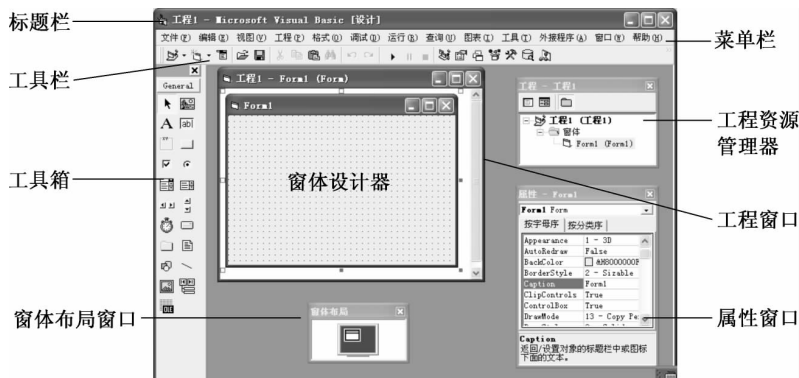 标题栏
工程1 - Microsoft Visual Basic [设计]
文件(F) 编辑(E) 视图(V) 工程(P) 格式(O) 调试(D) 运行(R) 查询(U) 图表(I) 工具(T) 外接程序(A) 窗口(W) 帮助(H)
菜单栏
工具栏
General
工具箱
工程1 - Form1 (Form)
Form1
窗体设计器
工程 - 工程1
工程1 (工程1)
窗体
Form1 (Form1)
工程资源
管理器
工程窗口
属性 - Form1
Form1 Form
按字母序 按分类序
Appearance 1 - 3D
AutoRedraw False
BackColor &H8000000F
BorderStyle 2 - Sizable
Caption Form1
ClipControls True
ControlBox True
DrawMode 13 - Copy Pe
Caption
返回/设置对象的标题栏中或图标
下面的文本。
属性窗口
窗体布局窗口
窗体布局